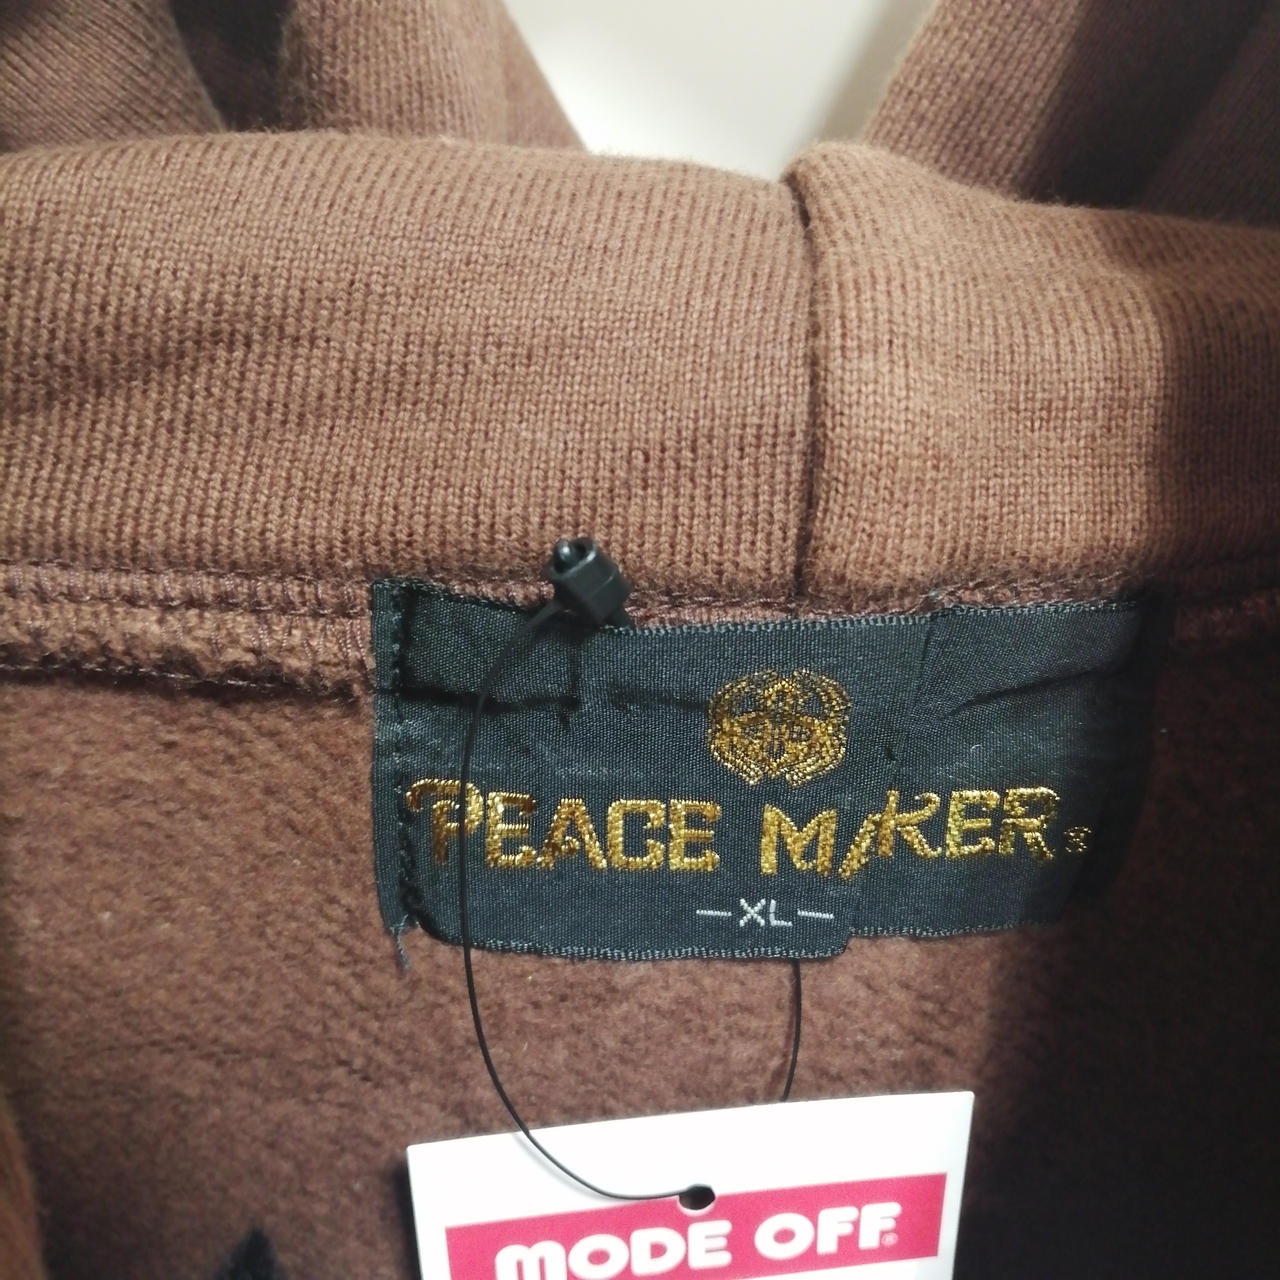 PEACE MAKER®
—XL—
MODE OFF®